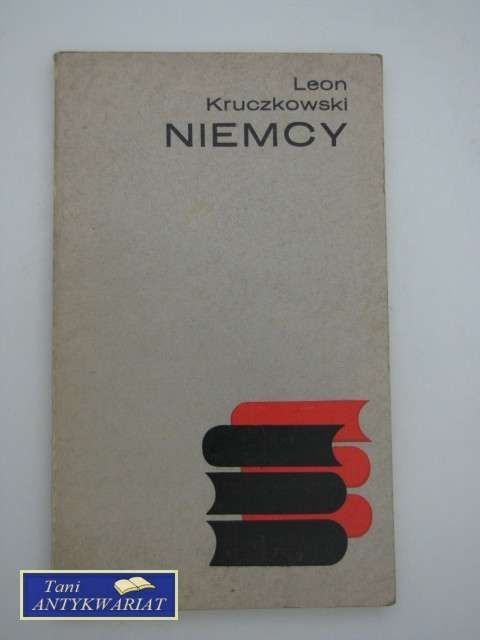 Leon
Kruczkowski
NIEMCY
Tani
ANTYKWARIAT